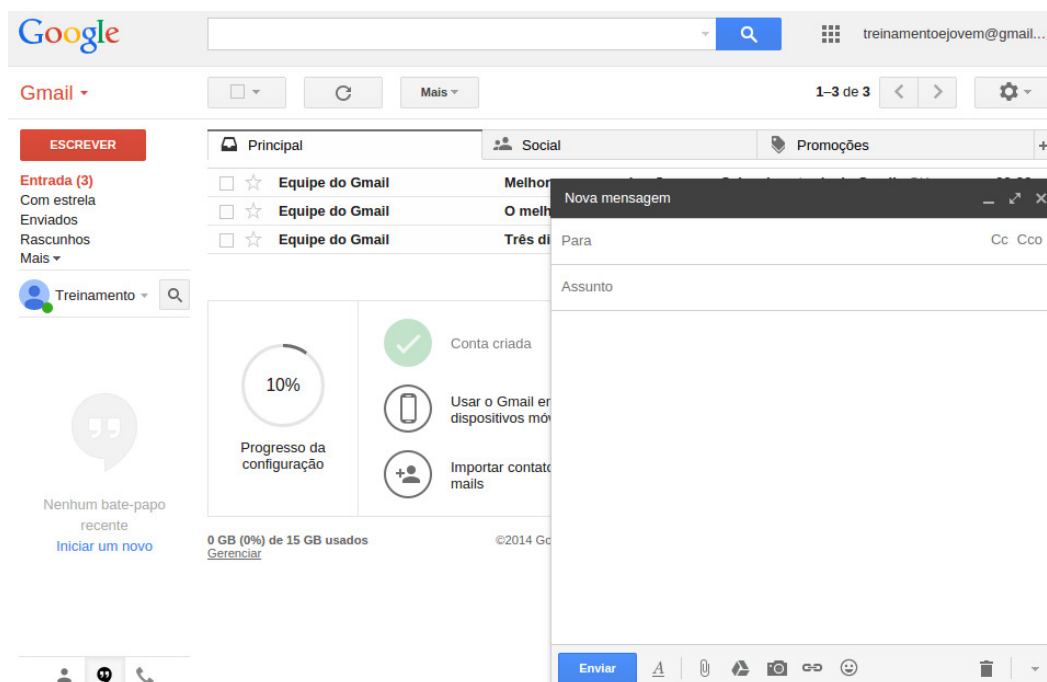 Google
treinamentoejovem@gmail....
Gmail
Mais
1–3 de 3
ESCREVER
Principal
Social
Promoções
Entrada (3)
Com estrela
Enviados
Rascunhos
Mais
Equipe do Gmail
Equipe do Gmail
O melh
Equipe do Gmail
Três di
Treinamento
Nenhum bate-papo
recente
Iniciar um novo
10%
Progresso da
configuração
Conta criada
Usar o Gmail em
dispositivos móv
Importar contato
mails
0 GB (0%) de 15 GB usados
Gerenciar
©2014 Go
Nova mensagem
Para
Cc Cco
Assunto
Enviar
A